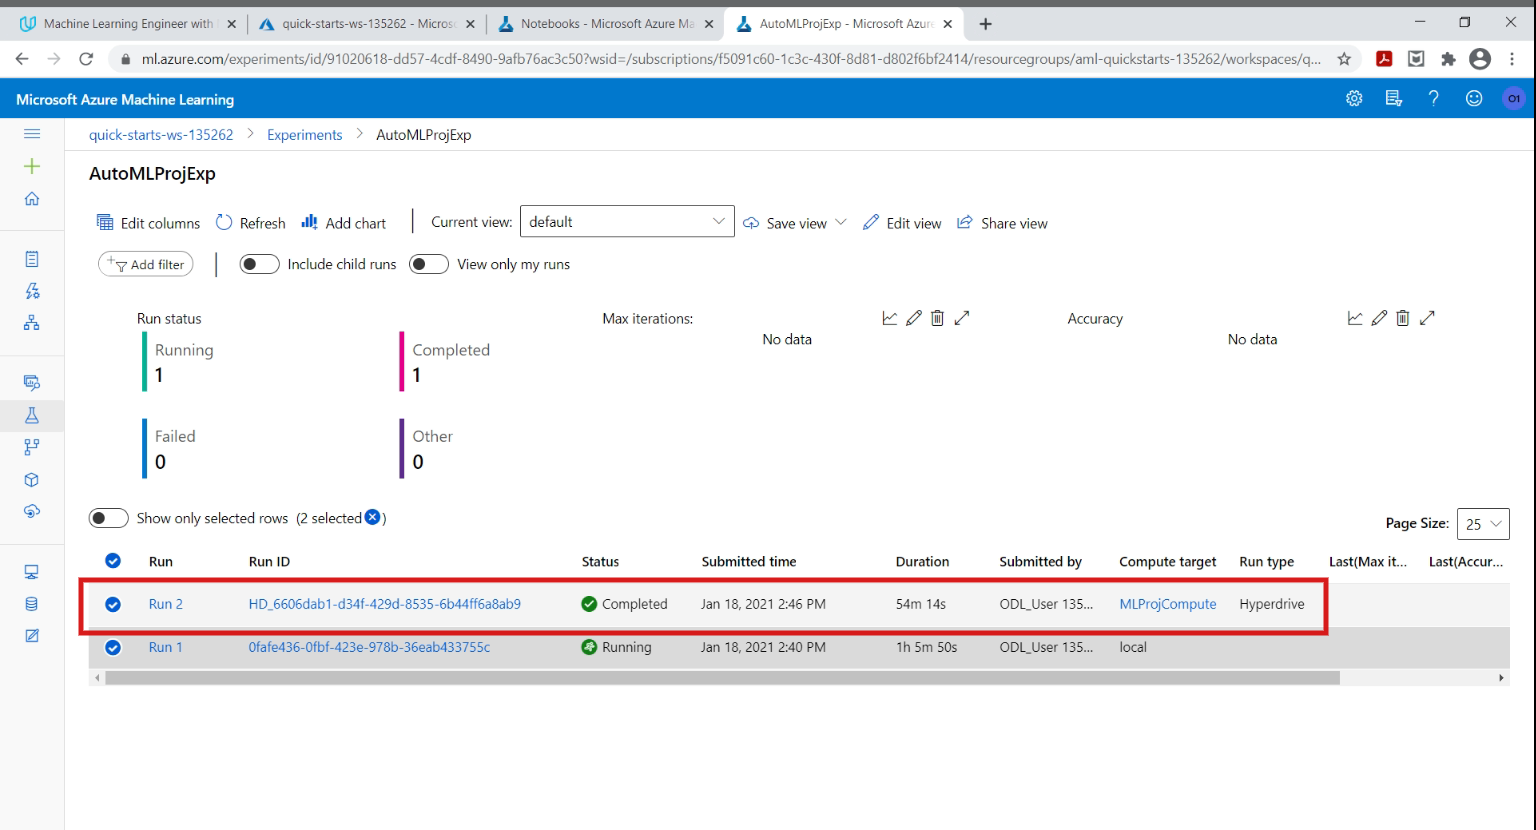 Machine Learning Engineer with
quick-starts-ws-135262 - Microso
Notebooks - Microsoft Azure Ma
AutoMLProjExp - Microsoft Azure
ml.azure.com/experiments/id/91020618-dd57-4cdf-8490-9afb76ac3c50?wsid=/subscriptions/f5091c60-1c3c-430f-8d81-d802f6bf2414/resourcegroups/aml-quickstarts-135262/workspaces/q...
Microsoft Azure Machine Learning
O1
quick-starts-ws-135262 > Experiments > AutoMLProjExp
AutoMLProjExp
Edit columns Refresh Add chart Current view: default Save view Edit view Share view
Add filter Include child runs View only my runs
Run status
Running
1
Completed
1
Failed
0
Other
0
Max iterations:
No data
Accuracy
No data
Show only selected rows (2 selected )
Page Size: 25
Run Run ID Status Submitted time Duration Submitted by Compute target Run type Last(Max it... Last(Accur...
Run 2 HD_6606dab1-d34f-429d-8535-6b44ff6a8ab9 Completed Jan 18, 2021 2:46 PM 54m 14s ODL_User 135... MLProjCompute Hyperdrive
Run 1 0fafe436-0fbf-423e-978b-36eab433755c Running Jan 18, 2021 2:40 PM 1h 5m 50s ODL_User 135... local